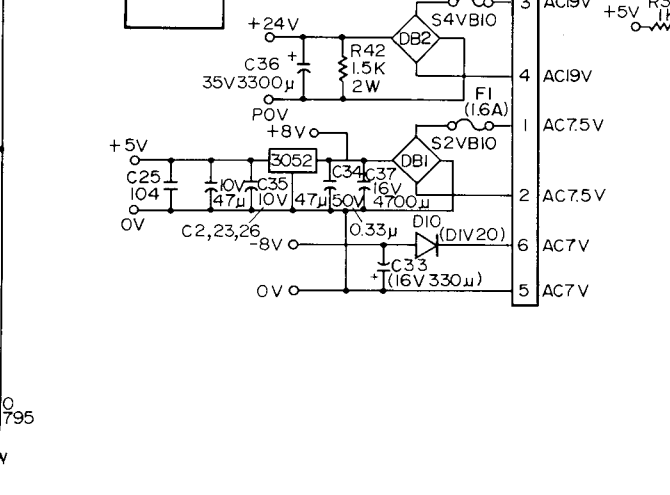 3 AC19V
+5V
+24V
S4VB10
DB2
C36
35V3300μ
+
R42
1.5K
2W
4 AC19V
P0V
F1
(1.6A)
+8V
1 AC7.5V
+5V
S2VB10
3052
DB1
C25
104
10V
47μ
C35
10V
C34
47μ
50V
C37
16V
4700μ
2 AC7.5V
0V
C2,23,26
0.33μ
D10
(D1V20)
-8V
6 AC7V
C33
+
(16V330μ)
0V
5 AC7V
0
795